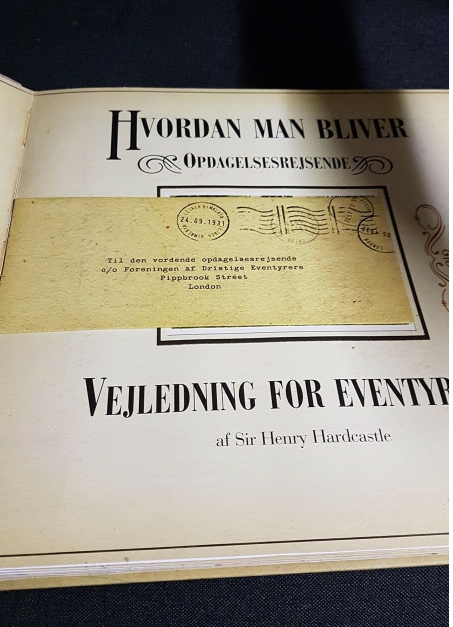 HVORDAN MAN BLIVER
OPDAGELSESREJSENDE
24.09.1931
Til den vordende opdagelsesrejsende
c/o Foreningen af Dristige Eventyrere
Pippbrook Street
London
VEJLEDNING FOR EVENTYR
af Sir Henry Hardcastle